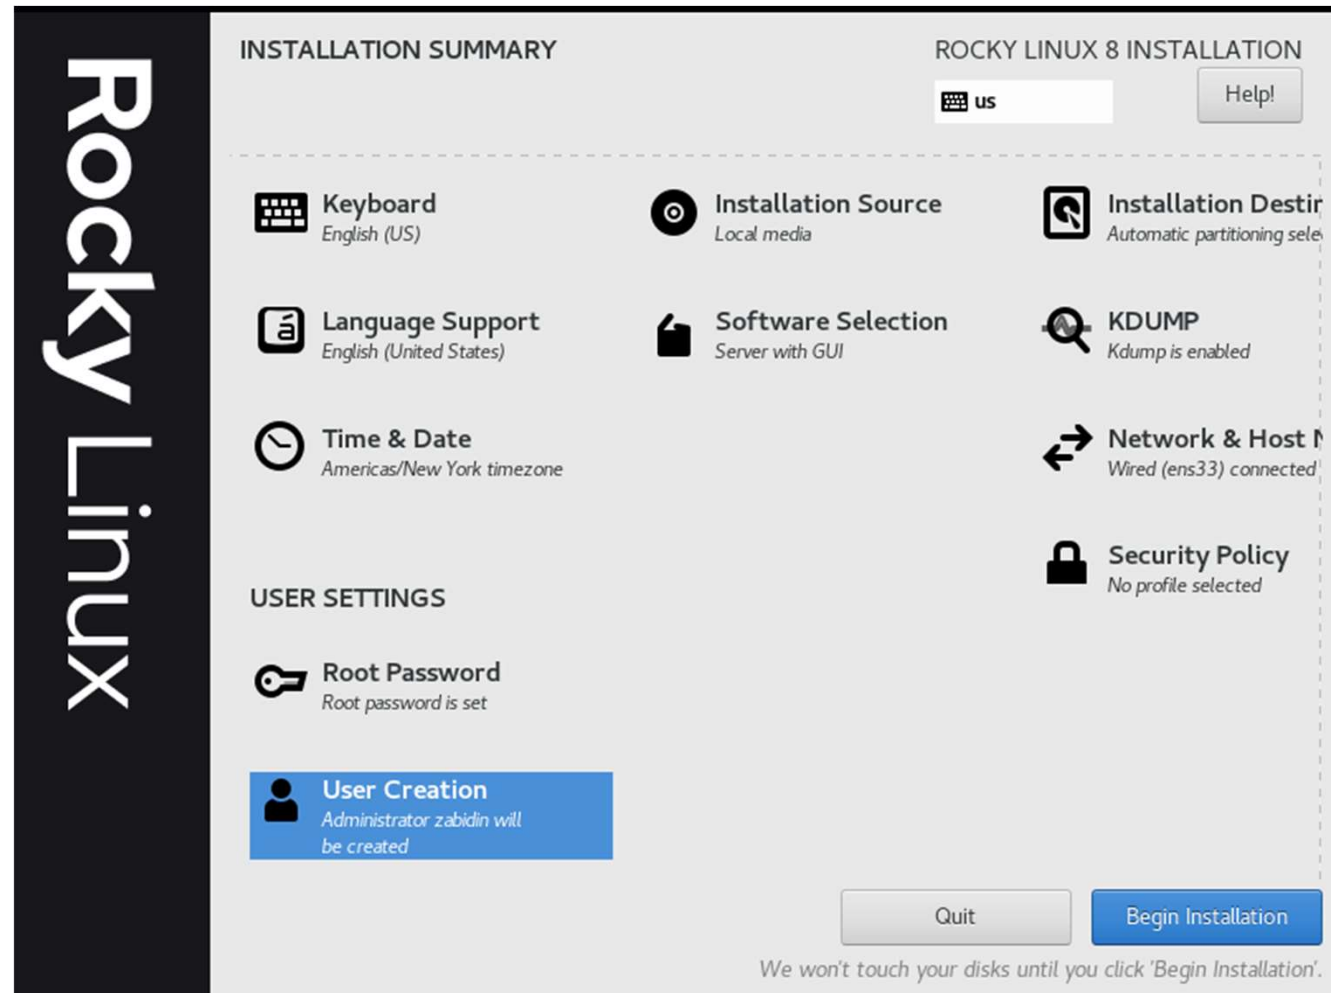 Rocky Linux
INSTALLATION SUMMARY
ROCKY LINUX 8 INSTALLATION
us
Help!
Keyboard
English (US)
Installation Source
Local media
Installation Destin
Automatic partitioning sele
Language Support
English (United States)
Software Selection
Server with GUI
KDUMP
Kdump is enabled
Time & Date
Americas/New York timezone
Network & Host N
Wired (ens33) connected
Security Policy
No profile selected
USER SETTINGS
Root Password
Root password is set
User Creation
Administrator zabidin will
be created
Quit
Begin Installation
We won't touch your disks until you click 'Begin Installation'.